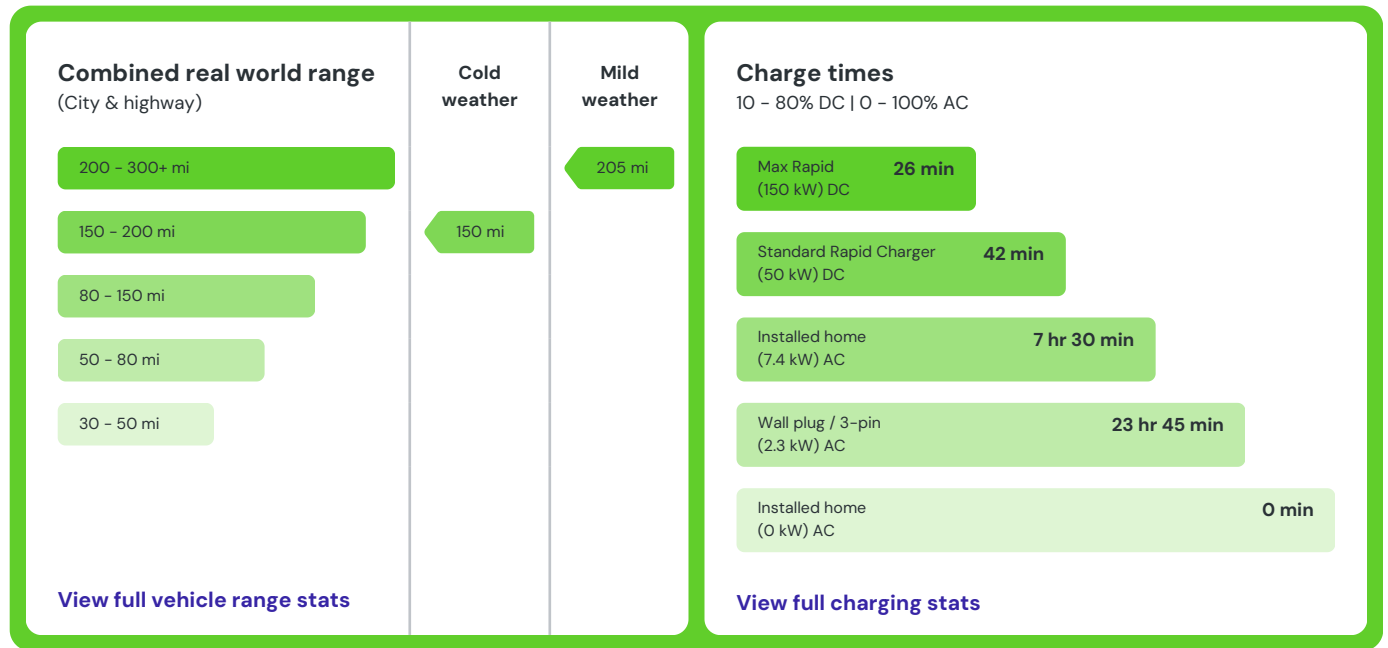 Combined real world range
(City & highway)
Cold
weather
Mild
weather
200 - 300+ mi
205 mi
150 - 200 mi
150 mi
80 - 150 mi
50 - 80 mi
30 - 50 mi
View full vehicle range stats
Charge times
10 - 80% DC | 0 - 100% AC
Max Rapid
(150 kW) DC
26 min
Standard Rapid Charger
(50 kW) DC
42 min
Installed home
(7.4 kW) AC
7 hr 30 min
Wall plug / 3-pin
(2.3 kW) AC
23 hr 45 min
Installed home
(0 kW) AC
0 min
View full charging stats